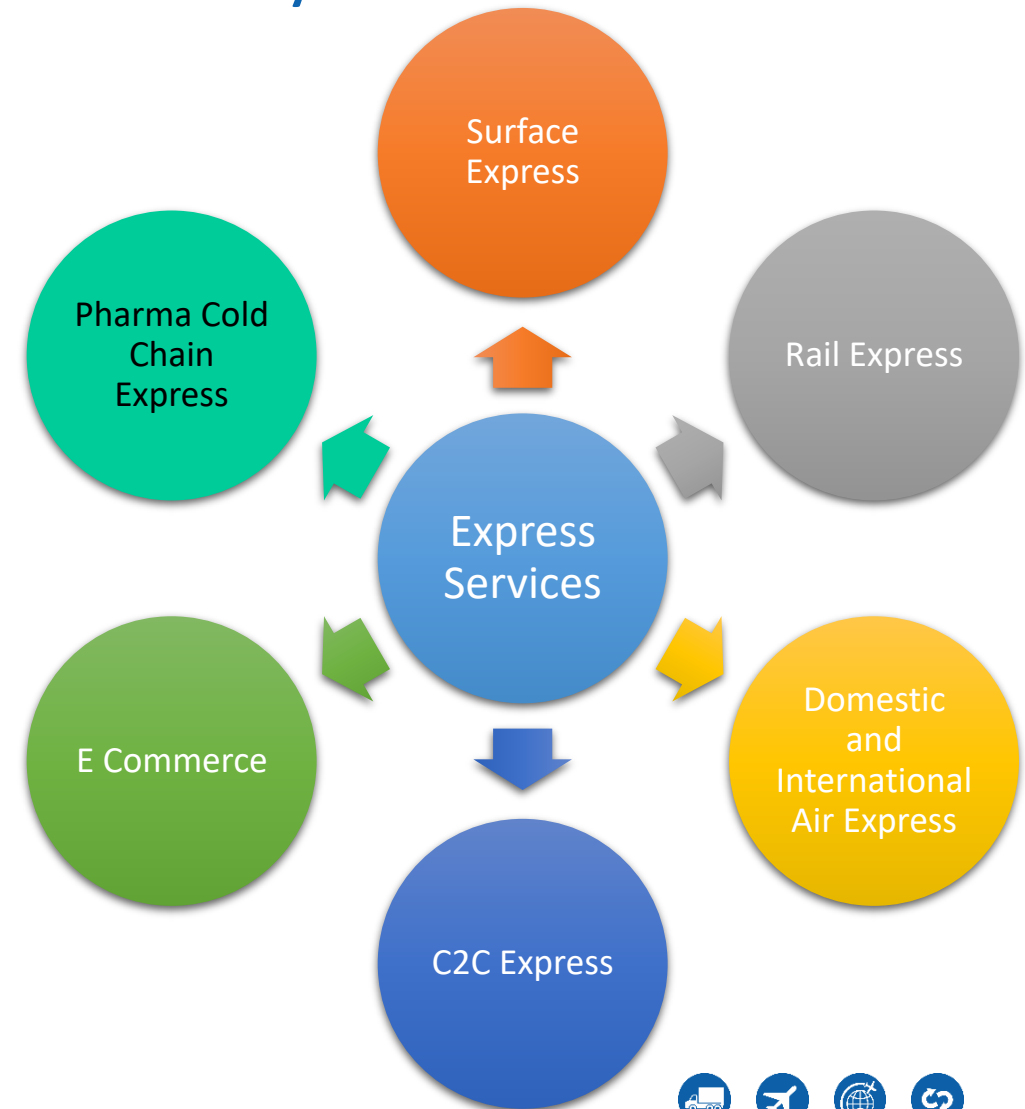 Surface
Express
Rail Express
Domestic
and
International
Air Express
C2C Express
E Commerce
Pharma Cold
Chain
Express
Express
Services